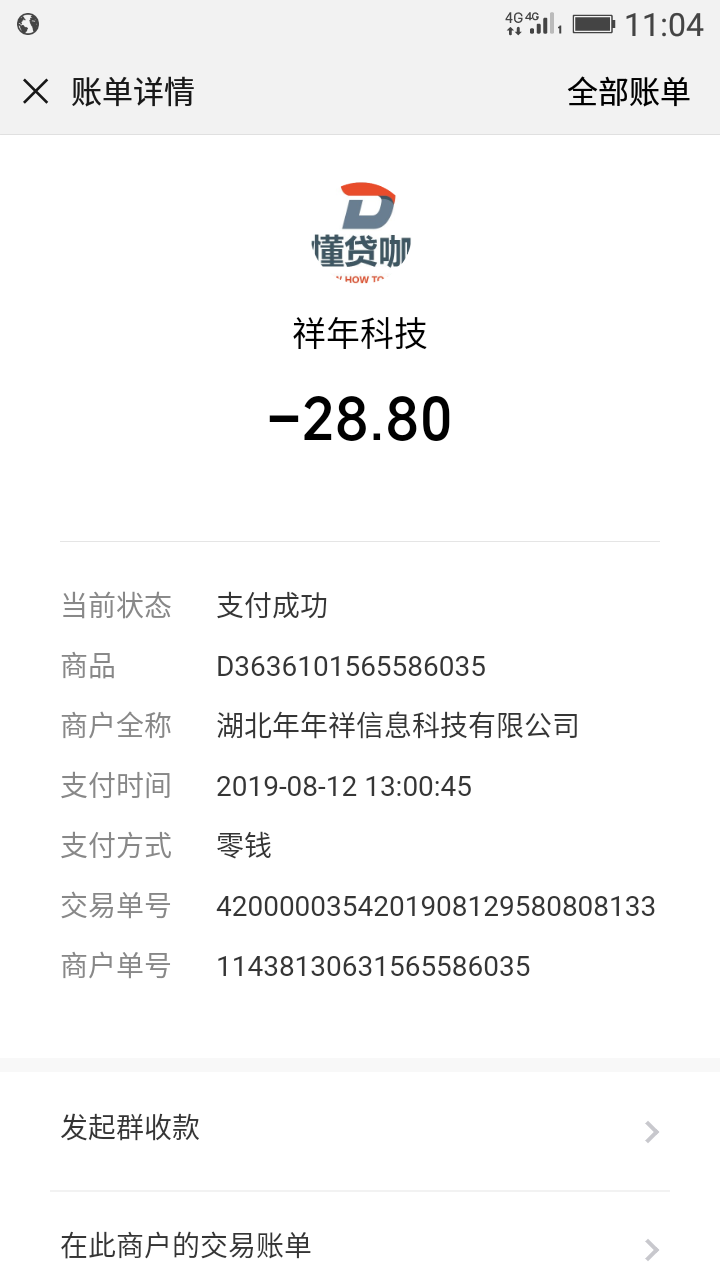 4G 4G 1 11:04
账单详情 全部账单
懂贷咖
HOW TO
祥年科技
-28.80
当前状态 支付成功
商品 D3636101565586035
商户全称 湖北年年祥信息科技有限公司
支付时间 2019-08-12 13:00:45
支付方式 零钱
交易单号 4200000354201908129580808133
商户单号 11438130631565586035
发起群收款
在此商户的交易账单